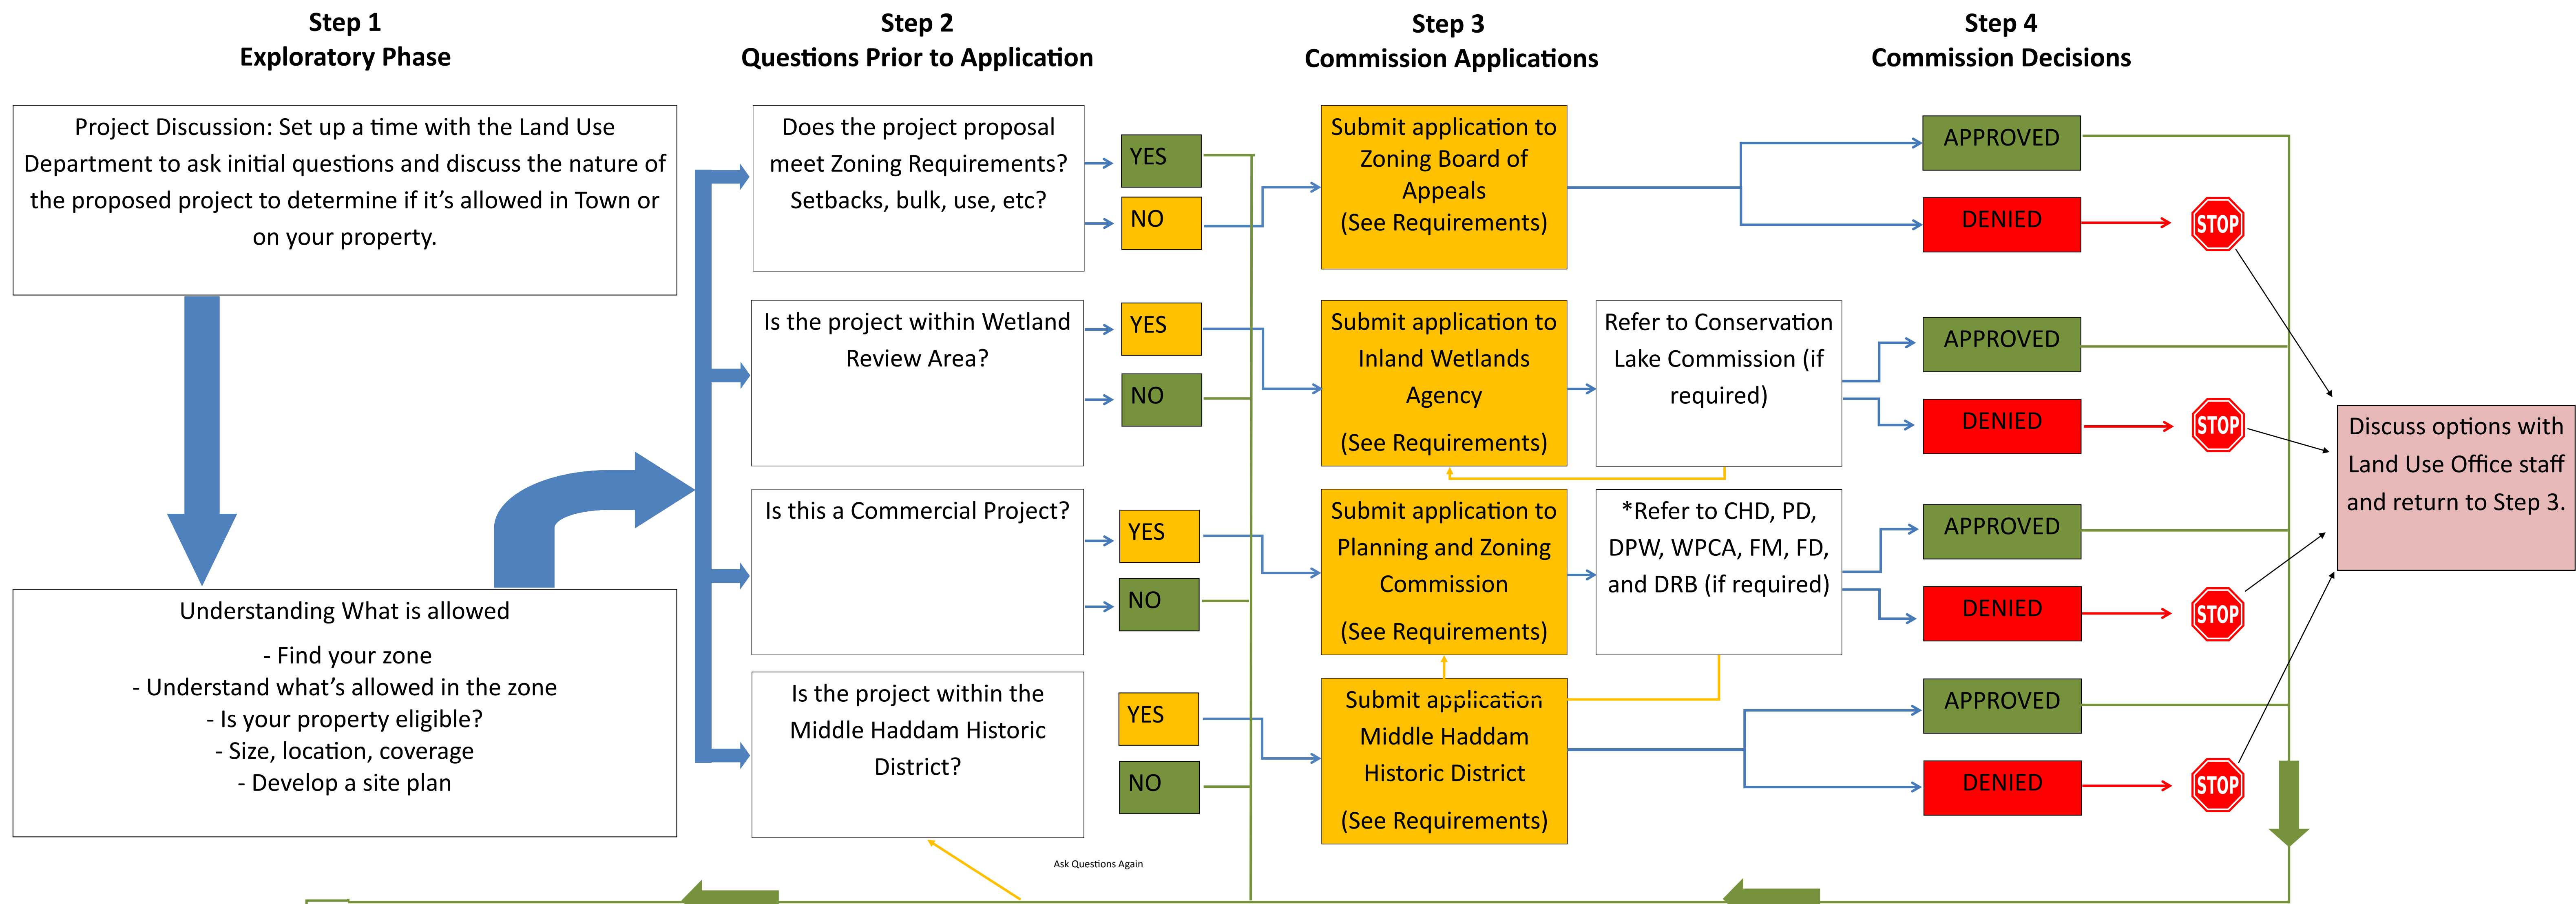 Step 1
Exploratory Phase
Step 2
Questions Prior to Application
Step 3
Commission Applications
Step 4
Commission Decisions
Project Discussion: Set up a time with the Land Use
Department to ask initial questions and discuss the nature of
the proposed project to determine if it's allowed in Town or
on your property.
Understanding What is allowed
- Find your zone
- Understand what's allowed in the zone
- Is your property eligible?
- Size, location, coverage
- Develop a site plan
Does the project proposal
meet Zoning Requirements?
Setbacks, bulk, use, etc?
YES
NO
Submit application to
Zoning Board of
Appeals
(See Requirements)
APPROVED
DENIED
STOP
Is the project within Wetland
Review Area?
YES
NO
Submit application to
Inland Wetlands
Agency
(See Requirements)
Refer to Conservation
Lake Commission (if
required)
APPROVED
DENIED
STOP
Is this a Commercial Project?
YES
NO
Submit application to
Planning and Zoning
Commission
(See Requirements)
*Refer to CHD, PD,
DPW, WPCA, FM, FD,
and DRB (if required)
APPROVED
DENIED
STOP
Is the project within the
Middle Haddam Historic
District?
YES
NO
Submit application
Middle Haddam
Historic District
(See Requirements)
APPROVED
DENIED
STOP
Discuss options with
Land Use Office staff
and return to Step 3.
Ask Questions Again